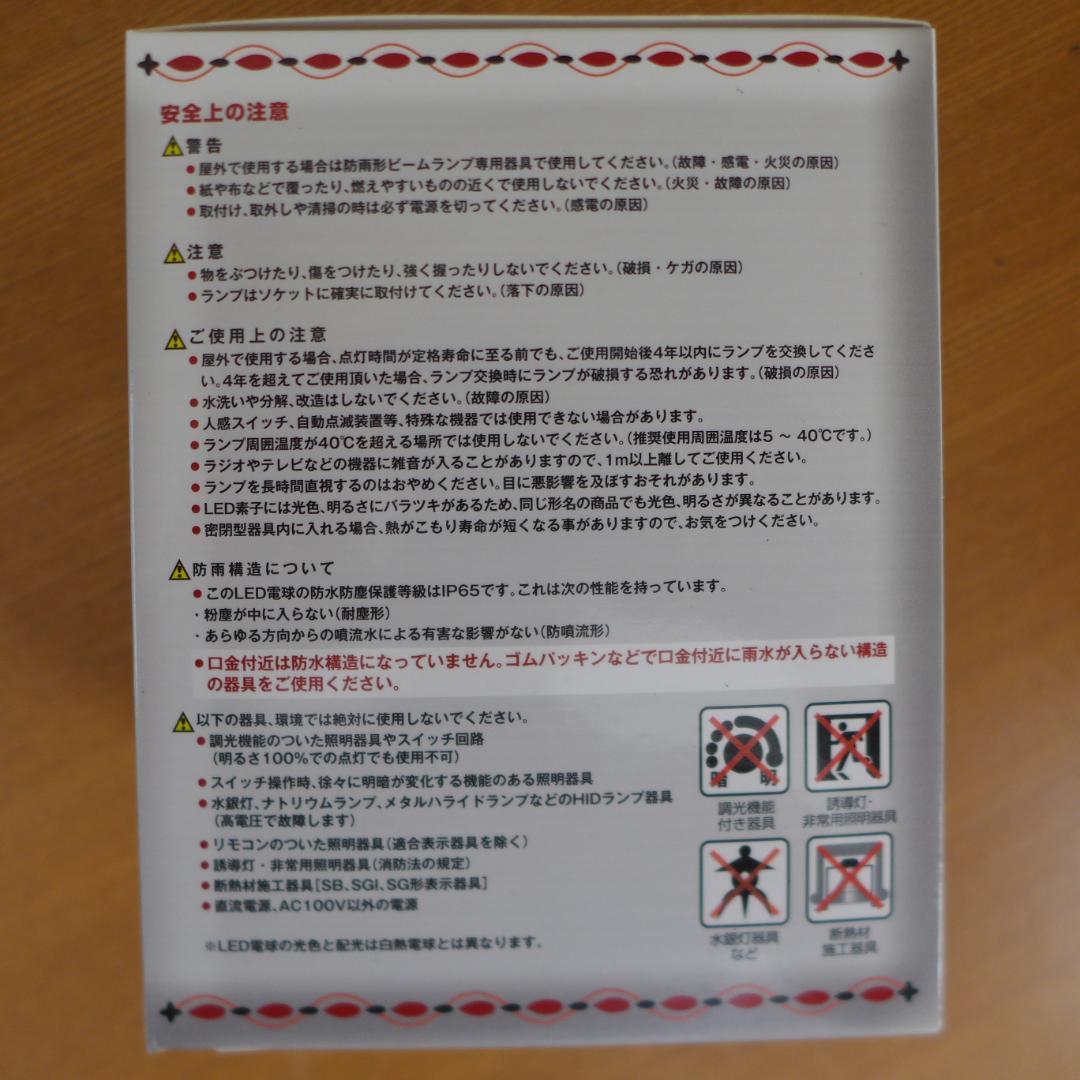 安全上の注意
警告
●屋外で使用する場合は防雨形ビームランプ専用器具で使用してください。(故障・感電・火災の原因)
●紙や布などで覆ったり、燃えやすいものの近くで使用しないでください。(火災・故障の原因)
●取付け、取外しや清掃の時は必ず電源を切ってください。(感電の原因)
注意
●物をぶつけたり、傷をつけたり、強く握ったりしないでください。(破損・ケガの原因)
●ランプはソケットに確実に取付けてください。(落下の原因)
ご使用上の注意
●屋外で使用する場合、点灯時間が定格寿命に至る前でも、ご使用開始後4年以内にランプを交換してくださ
い。4年を超えてご使用頂いた場合、ランプ交換時にランプが破損する恐れがあります。(破損の原因)
●水洗いや分解、改造はしないでください。(故障の原因)
●人感スイッチ、自動点滅装置等、特殊な機器では使用できない場合があります。
●ランプ周囲温度が40℃を超える場所では使用しないでください。(推奨使用周囲温度は5 ～ 40℃です。)
●ラジオやテレビなどの機器に雑音が入ることがありますので、1m以上離してご使用ください。
●ランプを長時間直視するのはおやめください。目に悪影響を及ぼすおそれがあります。
●LED素子には光色、明るさにバラツキがあるため、同じ形名の商品でも光色、明るさが異なることがあります。
●密閉型器具内に入れる場合、熱がこもり寿命が短くなる事がありますので、お気をつけください。
防雨構造について
●このLED電球の防水防塵保護等級はIP65です。これは次の性能を持っています。
・粉塵が中に入らない(耐塵形)
・あらゆる方向からの噴流水による有害な影響がない(防噴流形)
●口金付近は防水構造になっていません。ゴムパッキンなどで口金付近に雨水が入らない構造
の器具をご使用ください。
以下の器具、環境では絶対に使用しないでください。
●調光機能のついた照明器具やスイッチ回路
(明るさ100%での点灯でも使用不可)
●スイッチ操作時、徐々に明暗が変化する機能のある照明器具
●水銀灯、ナトリウムランプ、メタルハライドランプなどのHIDランプ器具
(高電圧で故障します)
●リモコンのついた照明器具(適合表示器具を除く)
●誘導灯・非常用照明器具(消防法の規定)
●断熱材施工器具[SB、SGI、SG形表示器具]
●直流電源、AC100V以外の電源
※LED電球の光色と配光は白熱電球とは異なります。
暗 明
調光機能
付き器具
誘導灯・
非常用照明器具
水銀灯器具
など
断熱材
施工器具